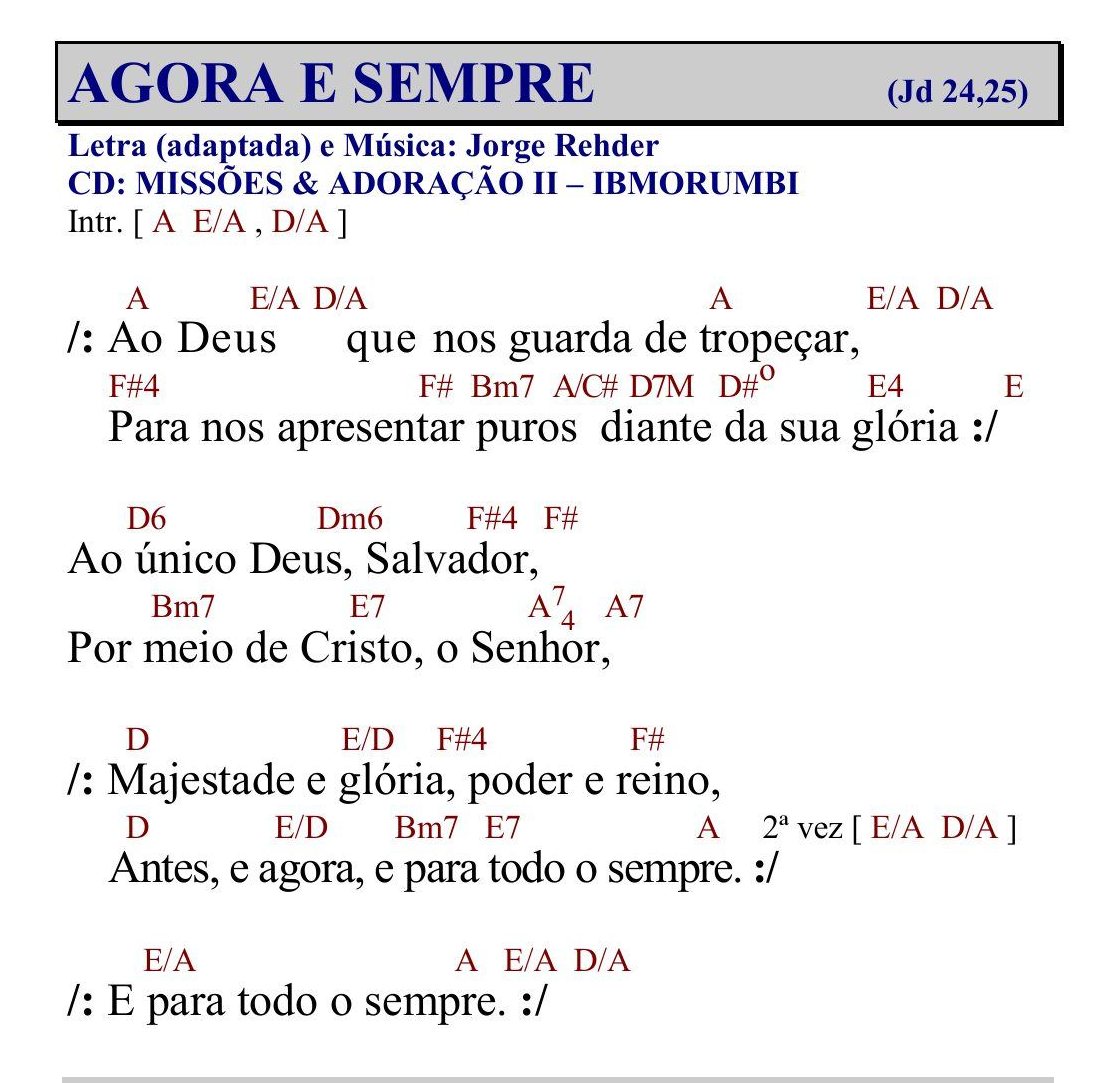 AGORA E SEMPRE (Jd 24,25)
Letra (adaptada) e Música: Jorge Rehder
CD: MISSÕES & ADORAÇÃO II – IBMORUMBI
Intr. [ A E/A , D/A ]
A E/A D/A A E/A D/A
/: Ao Deus que nos guarda de tropeçar,
F#4 F# Bm7 A/C# D7M D#º E4 E
Para nos apresentar puros diante da sua glória :/
D6 Dm6 F#4 F#
Ao único Deus, Salvador,
Bm7 E7 A7 4 A7
Por meio de Cristo, o Senhor,
D E/D F#4 F#
/: Majestade e glória, poder e reino,
D E/D Bm7 E7 A 2ª vez [ E/A D/A ]
Antes, e agora, e para todo o sempre. :/
E/A A E/A D/A
/: E para todo o sempre. :/